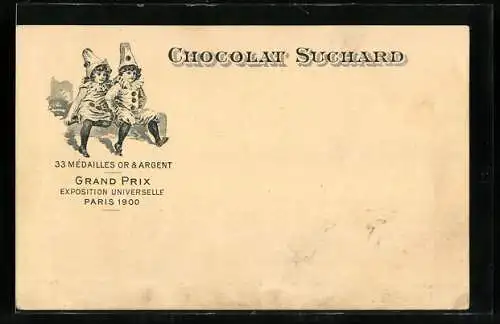 CHOCOLAT SUCHARD
33 MÉDAILLES OR & ARGENT
GRAND PRIX
EXPOSITION UNIVERSELLE
PARIS 1900